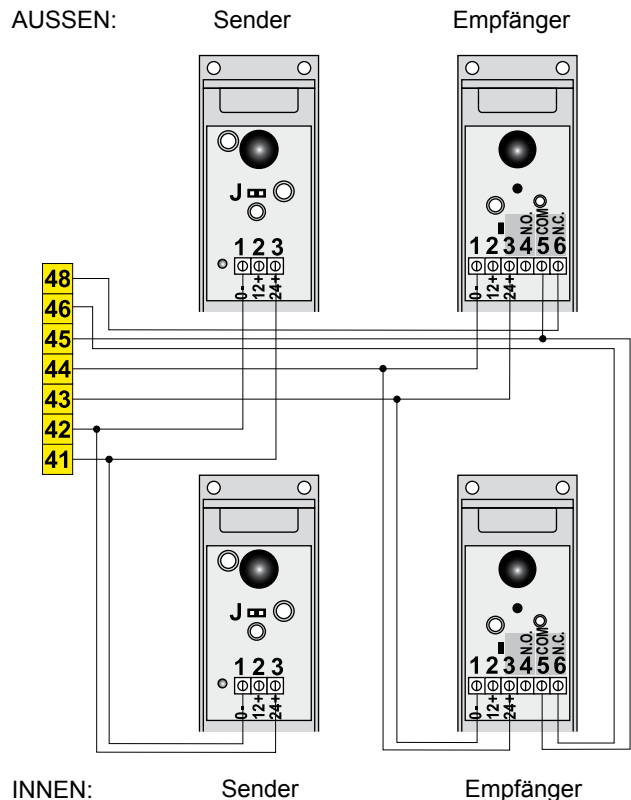 AUSSEN: Sender Empfänger
J
N.O. COM N.C.
1 2 3
1 2 3 4 5 6
0- 12+ 24+
0- 12+ 24+
48
46
45
44
43
42
41
J
N.O. COM N.C.
1 2 3
1 2 3 4 5 6
0- 12+ 24+
0- 12+ 24+
INNEN: Sender Empfänger